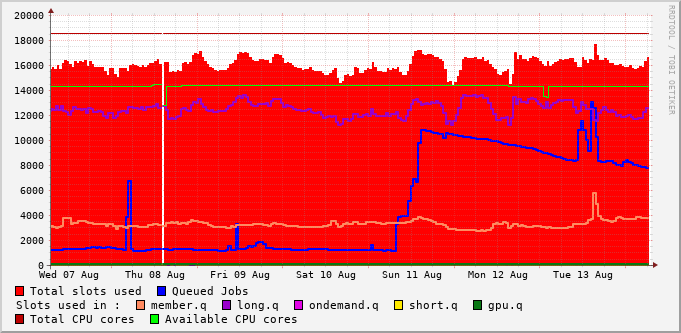 20000
18000
16000
14000
12000
10000
8000
6000
4000
2000
0
Wed 07 Aug Thu 08 Aug Fri 09 Aug Sat 10 Aug Sun 11 Aug Mon 12 Aug Tue 13 Aug
Total slots used Queued Jobs
Slots used in : member.q long.q ondemand.q short.q gpu.q
Total CPU cores Available CPU cores
RRDTOOL / TOBI OETIKER